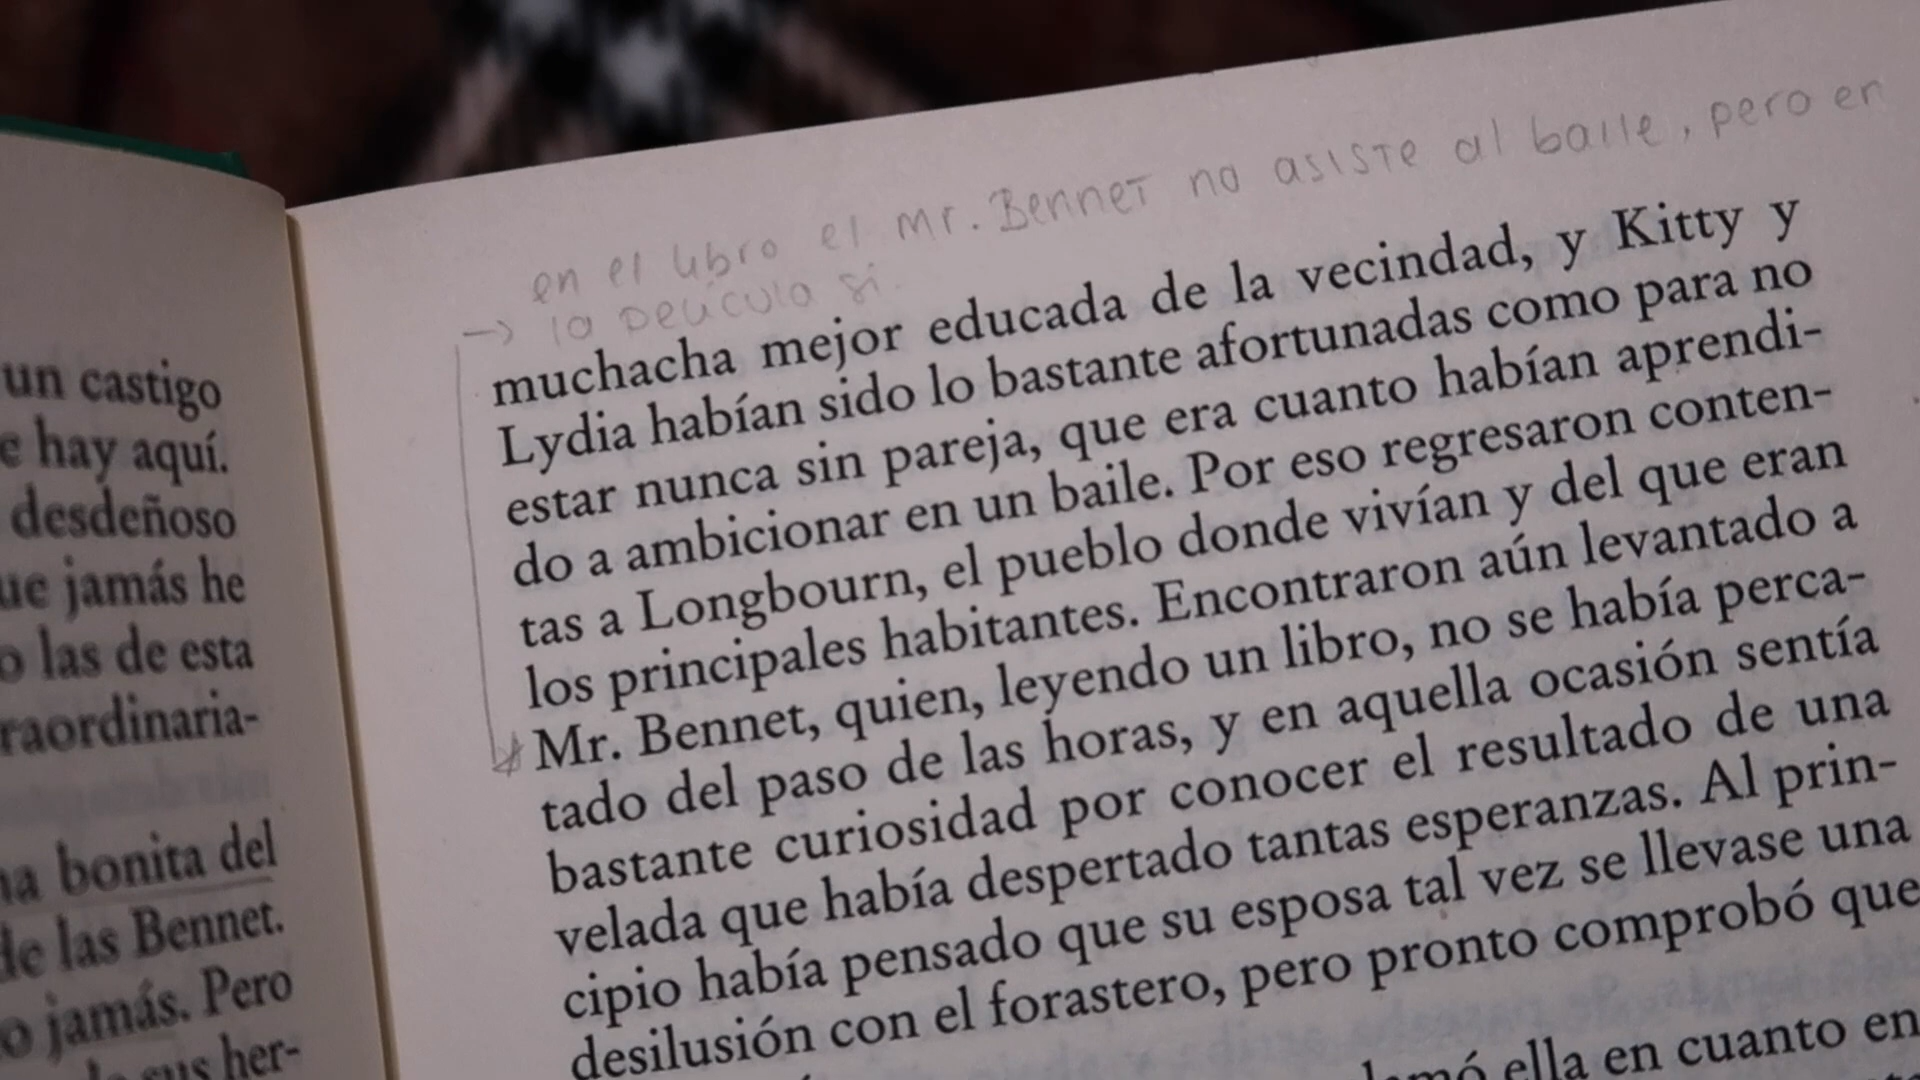 un castigo
hay aquí.
desdeñoso
jamás he
las de esta
bonita del
de las Bennet.
jamás. Pero
sus her-
en el libro el Mr. Bennet no asiste al baile, pero en
→ la película si.
muchacha mejor educada de la vecindad, y Kitty y
Lydia habían sido lo bastante afortunadas como para no
estar nunca sin pareja, que era cuanto habían aprendi-
do a ambicionar en un baile. Por eso regresaron conten-
tas a Longbourn, el pueblo donde vivían y del que eran
los principales habitantes. Encontraron aún levantado a
Mr. Bennet, quien, leyendo un libro, no se había perca-
tado del paso de las horas, y en aquella ocasión sentía
bastante curiosidad por conocer el resultado de una
velada que había despertado tantas esperanzas. Al prin-
cipio había pensado que su esposa tal vez se llevase una
desilusión con el forastero, pero pronto comprobó que
ella en cuanto en